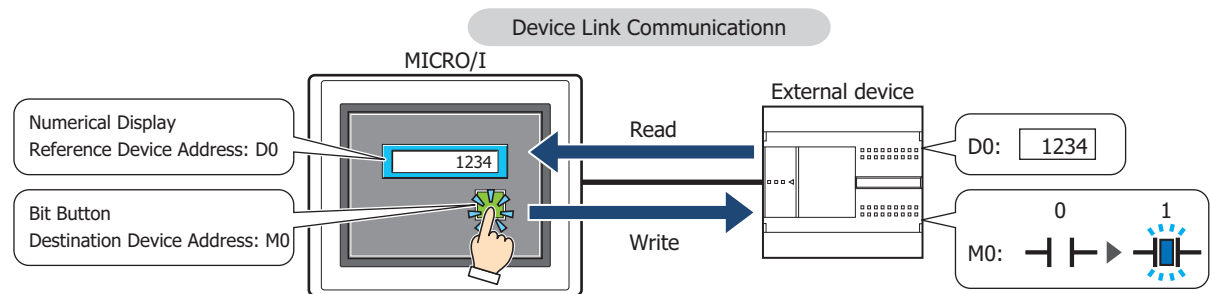 Device Link Communicationn
MICRO/I
External device
Numerical Display
Reference Device Address: D0
1234
Read
D0: 1234
Bit Button
Destination Device Address: M0
Write
0 1
M0: